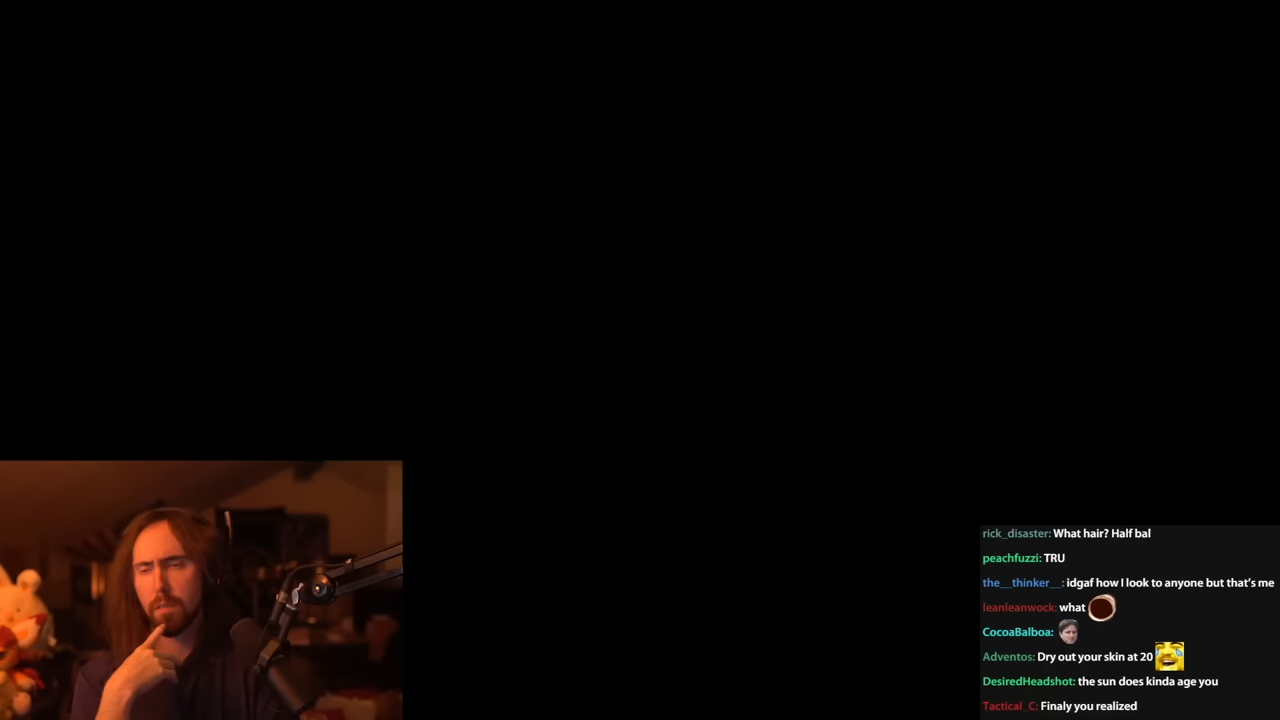 rick_disaster: What hair? Half bal
peachfuzzi: TRU
the__thinker__: idgaf how I look to anyone but that's me
leanleanwock: what
CocoaBalboa:
Adventos: Dry out your skin at 20
DesiredHeadshot: the sun does kinda age you
Tactical_C: Finaly you realized